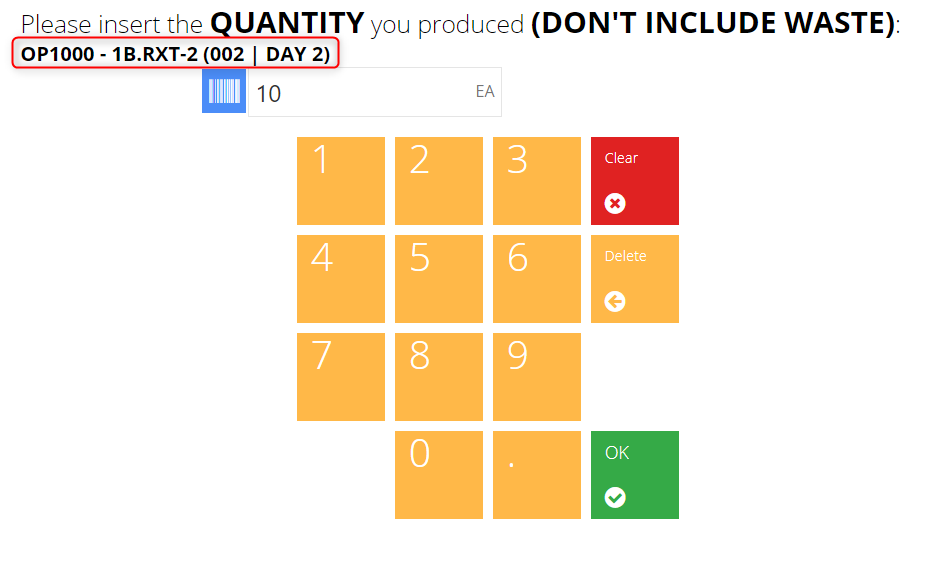 Please insert the QUANTITY you produced (DON'T INCLUDE WASTE):
OP1000 - 1B.RXT-2 (002 | DAY 2)
10 EA
1 2 3 Clear
4 5 6 Delete
7 8 9
0 . OK